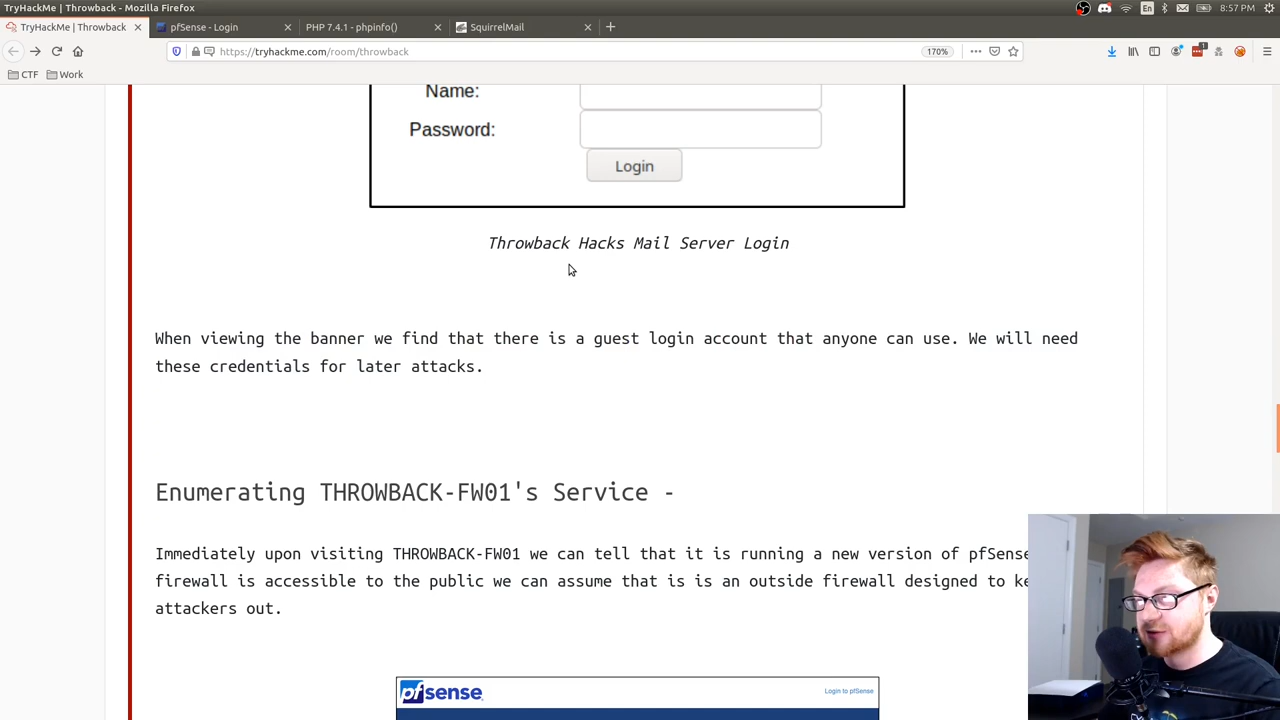 TryHackMe | Throwback - Mozilla Firefox
En
8:57 PM
TryHackMe | Throwback
pfSense - Login
PHP 7.4.1 - phpinfo()
SquirrelMail
https://tryhackme.com/room/throwback
170%
1
CTF
Work
Name:
Password:
Login
Throwback Hacks Mail Server Login
When viewing the banner we find that there is a guest login account that anyone can use. We will need
these credentials for later attacks.
Enumerating THROWBACK-FW01's Service -
Immediately upon visiting THROWBACK-FW01 we can tell that it is running a new version of pfSense
firewall is accessible to the public we can assume that is is an outside firewall designed to ke
attackers out.
pfsense
Login to pfSense